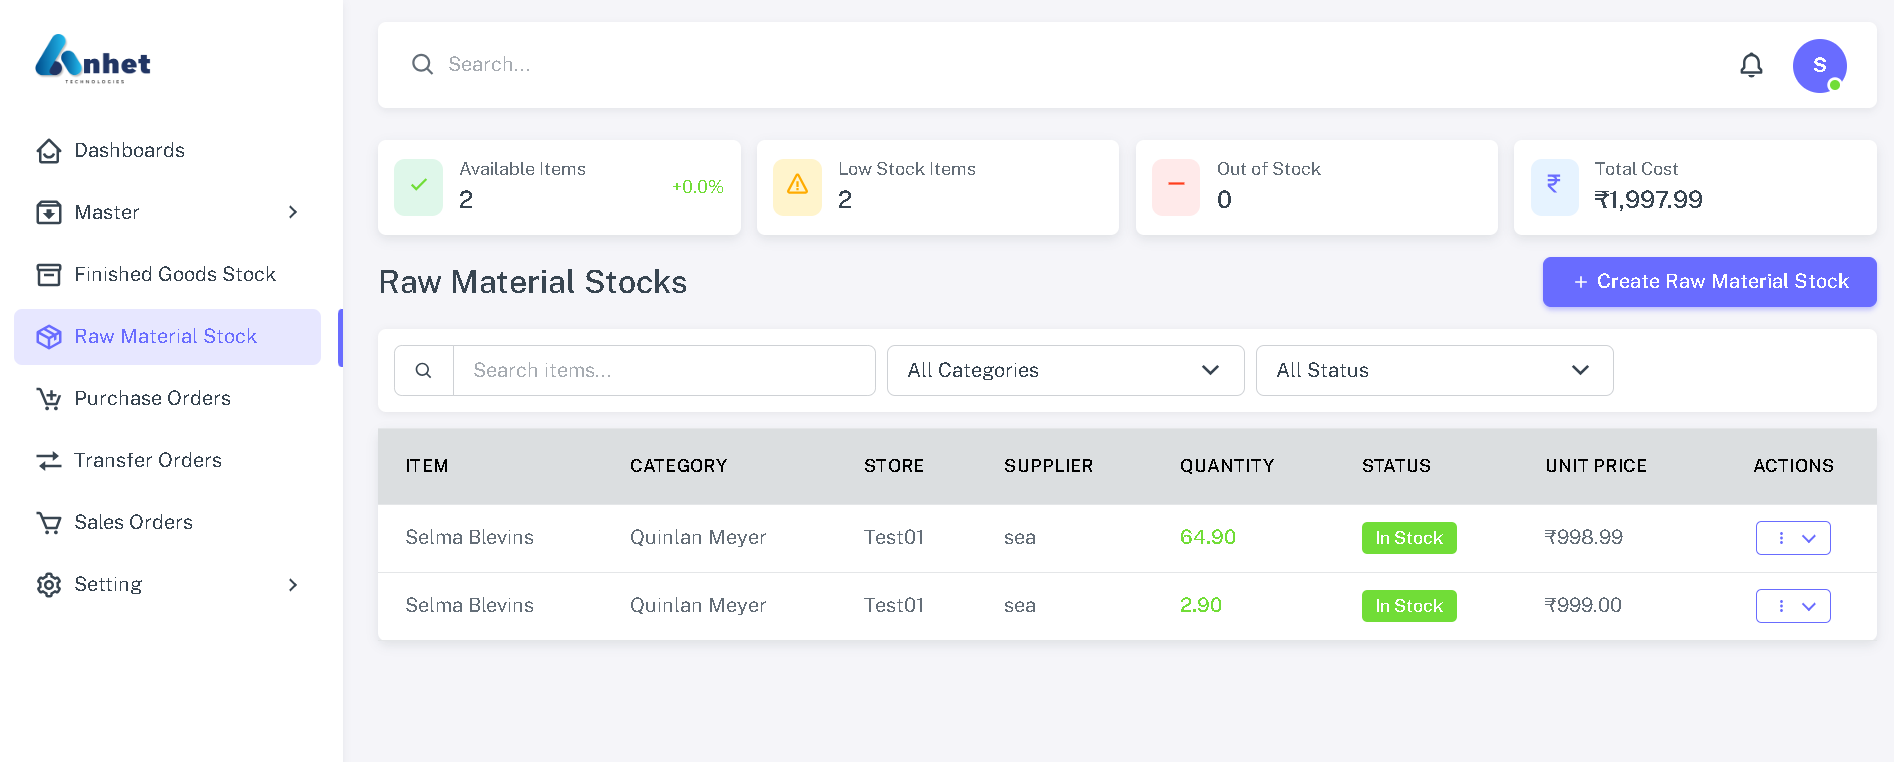 Anhet
TECHNOLOGIES
Dashboards
Master
Finished Goods Stock
Raw Material Stock
Purchase Orders
Transfer Orders
Sales Orders
Setting
Search...
S
Available Items
2
+0.0%
Low Stock Items
2
Out of Stock
0
Total Cost
₹1,997.99
Raw Material Stocks
+ Create Raw Material Stock
Search items...
All Categories
All Status
ITEM CATEGORY STORE SUPPLIER QUANTITY STATUS UNIT PRICE ACTIONS
Selma Blevins Quinlan Meyer Test01 sea 64.90 In Stock ₹998.99
Selma Blevins Quinlan Meyer Test01 sea 2.90 In Stock ₹999.00